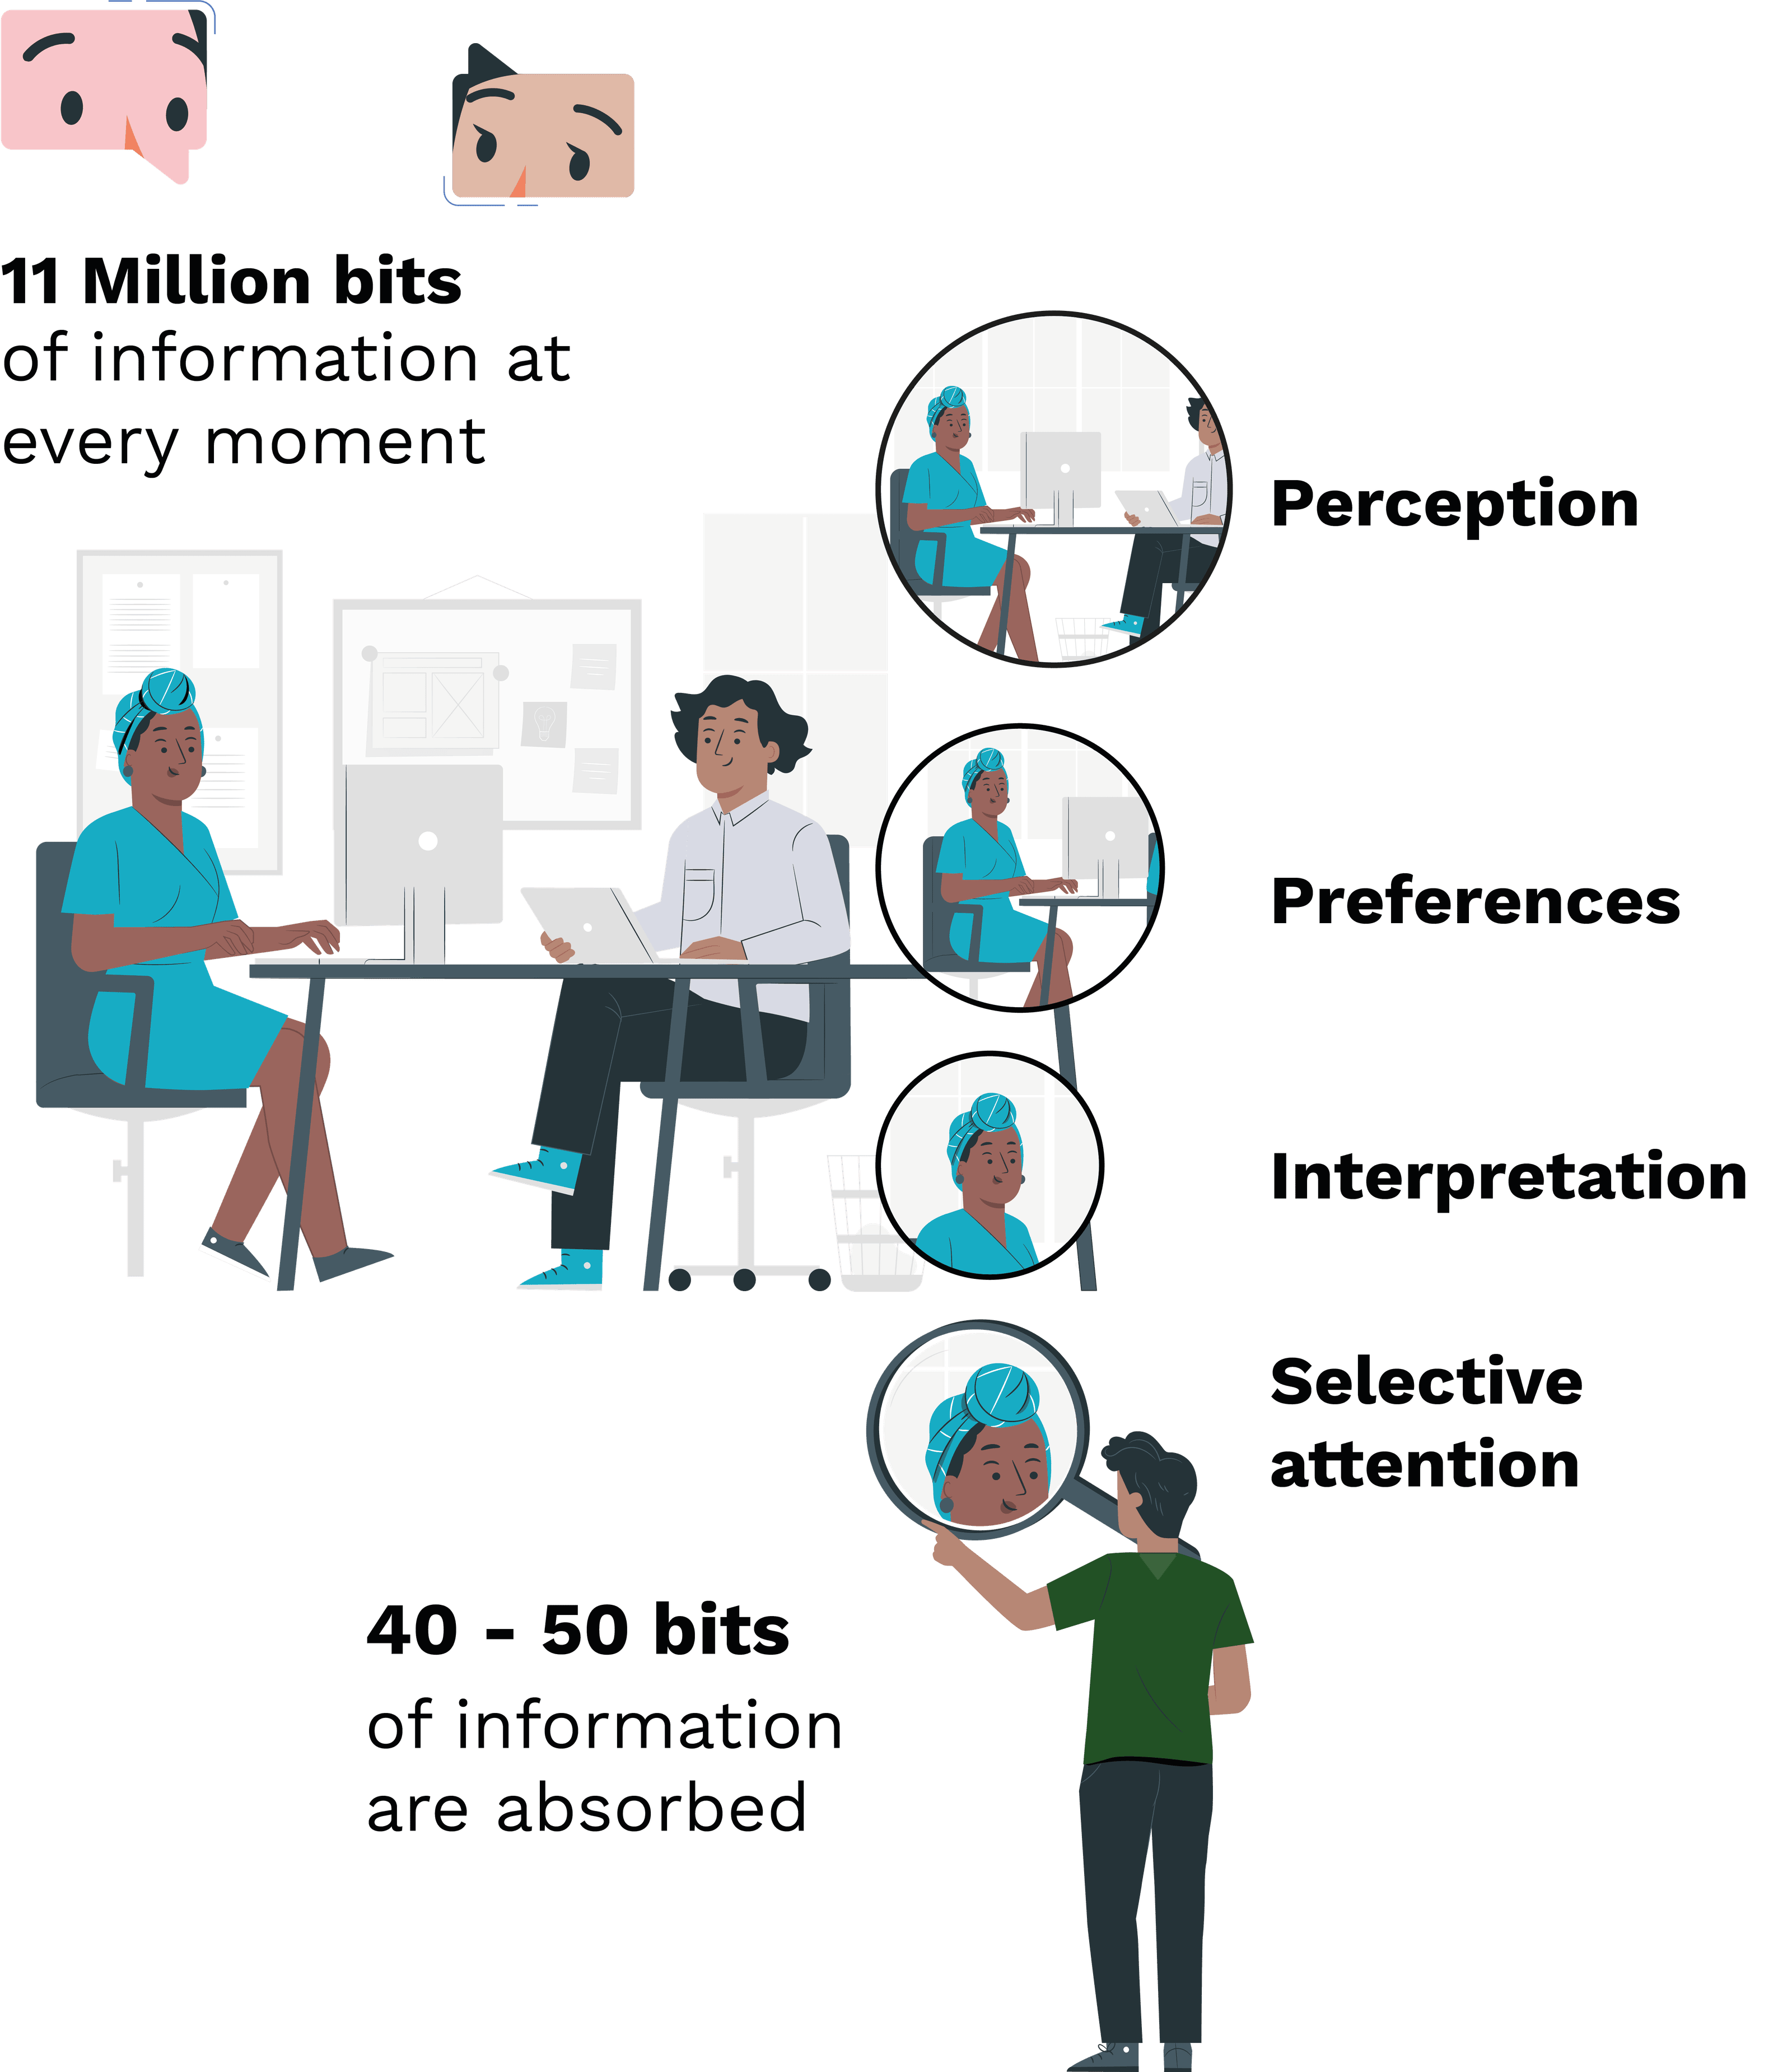 11 Million bits
of information at
every moment
Perception
Preferences
Interpretation
Selective
attention
40 - 50 bits
of information
are absorbed